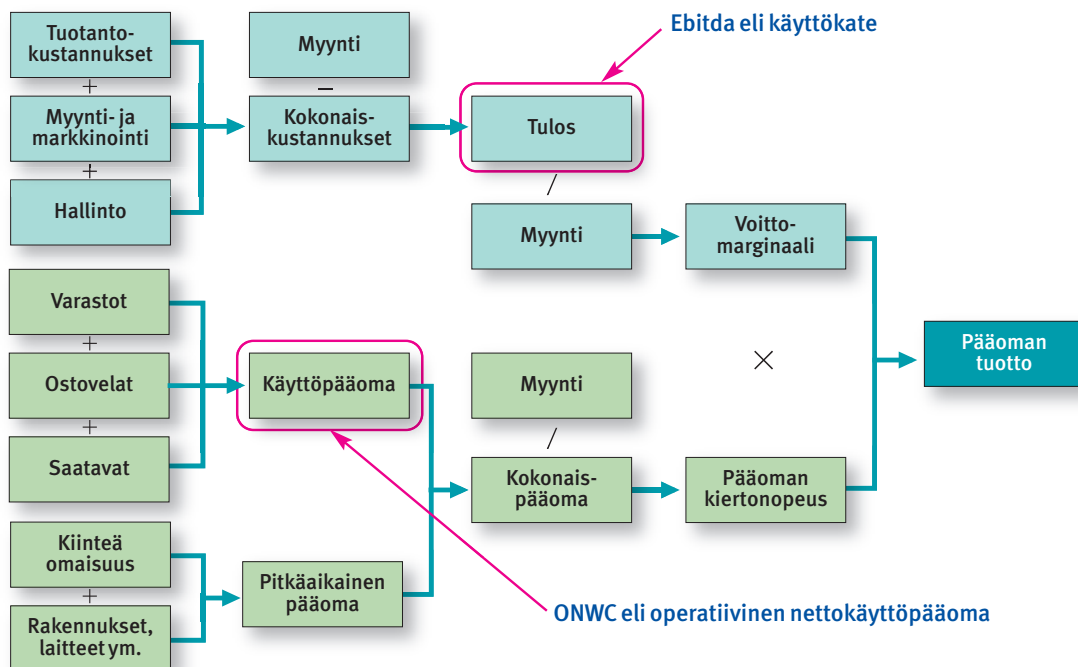 Ebitda eli käyttökate
Tuotanto-
kustannukset
+
Myynti- ja
markkinointi
+
Hallinto
Myynti
–
Kokonais-
kustannukset
Tulos
/
Myynti
Voitto-
marginaali
Varastot
+
Ostovelat
+
Saatavat
Käyttöpääoma
Myynti
/
Kokonais-
pääoma
×
Pääoman
kiertonopeus
Pääoman
tuotto
Kiinteä
omaisuus
+
Rakennukset,
laitteet ym.
Pitkäaikainen
pääoma
ONWC eli operatiivinen nettokäyttöpääoma